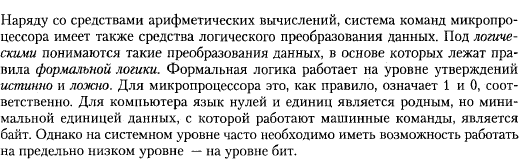 Наряду со средствами арифметических вычислений, система команд микропро-
цессора имеет также средства логического преобразования данных. Под логиче-
скими понимаются такие преобразования данных, в основе которых лежат пра-
вила формальной логики. Формальная логика работает на уровне утверждений
истинно и ложно. Для микропроцессора это, как правило, означает 1 и 0, соот-
ветственно. Для компьютера язык нулей и единиц является родным, но мини-
мальной единицей данных, с которой работают машинные команды, является
байт. Однако на системном уровне часто необходимо иметь возможность работать
на предельно низком уровне — на уровне бит.